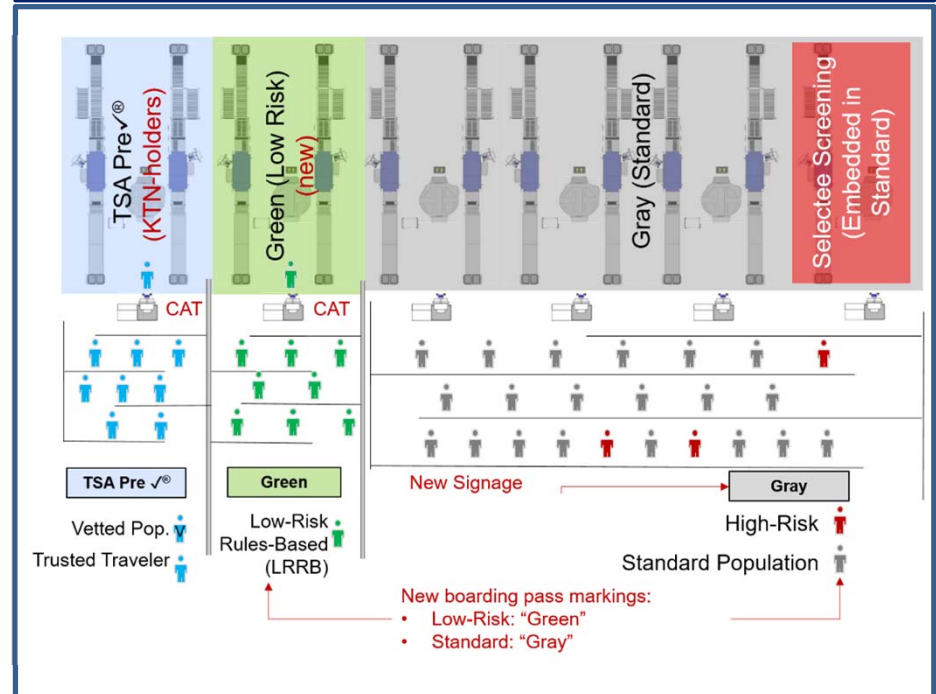 TSA Pre✓®
(KTN-holders)
Green (Low Risk)
(new)
Gray (Standard)
Selectee Screening
(Embedded in
Standard)
CAT
CAT
TSA Pre ✓®
Green
New Signage
Gray
Vetted Pop.
Trusted Traveler
Low-Risk
Rules-Based
(LRRB)
High-Risk
Standard Population
New boarding pass markings:
• Low-Risk: “Green”
• Standard: “Gray”